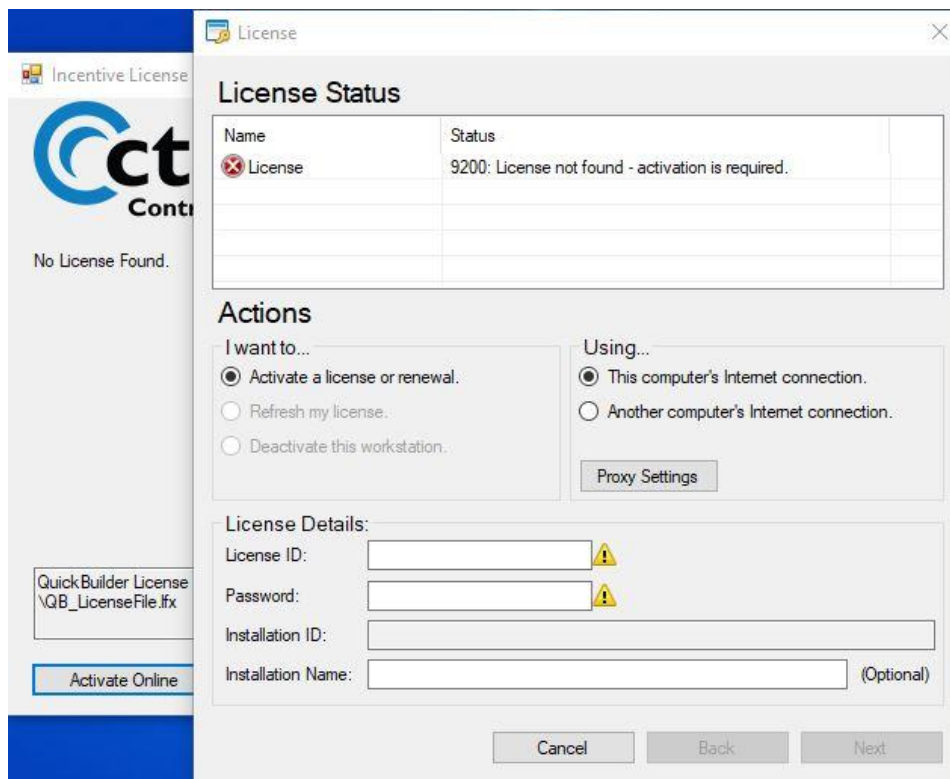 License
Incentive License
ct
Contr
No License Found.
QuickBuilder License
\QB_LicenseFile.lfx
Activate Online
License Status
Name Status
License 9200: License not found - activation is required.
Actions
I want to...
Activate a license or renewal.
Refresh my license.
Deactivate this workstation.
Using...
This computer's Internet connection.
Another computer's Internet connection.
Proxy Settings
License Details:
License ID:
Password:
Installation ID:
Installation Name: (Optional)
Cancel Back Next